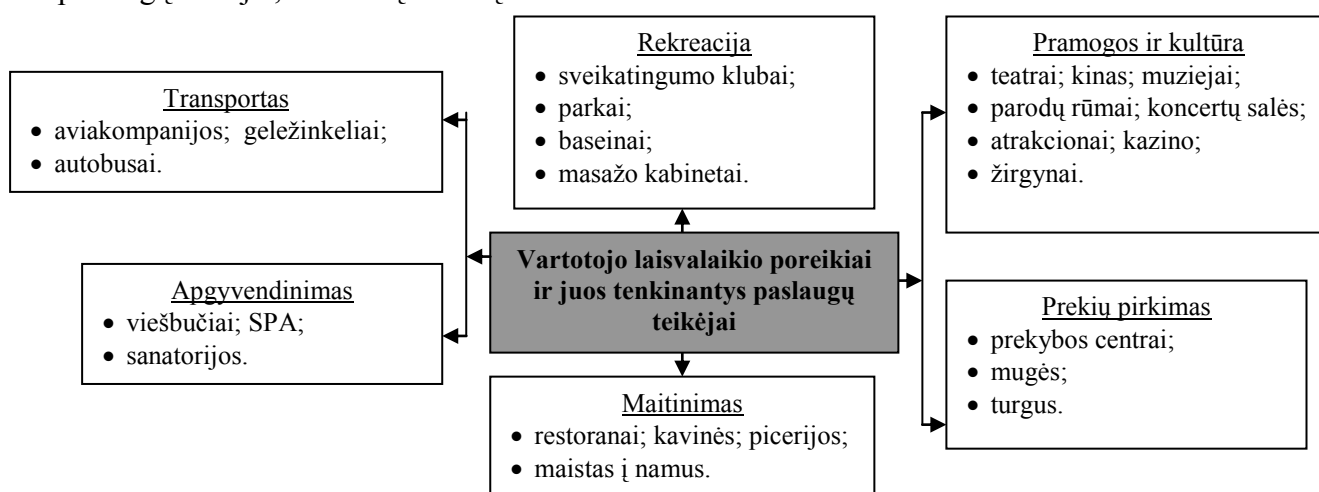 Rekreacija
• sveikatingumo klubai;
• parkai;
• baseinai;
• masažo kabinetai.
Pramogos ir kultūra
• teatrai; kinas; muziejai;
• parodų rūmai; koncertų salės;
• atrakcionai; kazino;
• žirgynai.
Transportas
• aviakompanijos; geležinkeliai;
• autobusai.
Vartotojo laisvalaikio poreikiai
ir juos tenkinantys paslaugų
teikėjai
Apgyvendinimas
• viešbučiai; SPA;
• sanatorijos.
Prekių pirkimas
• prekybos centrai;
• mugės;
• turgus.
Maitinimas
• restoranai; kavinės; picerijos;
• maistas į namus.